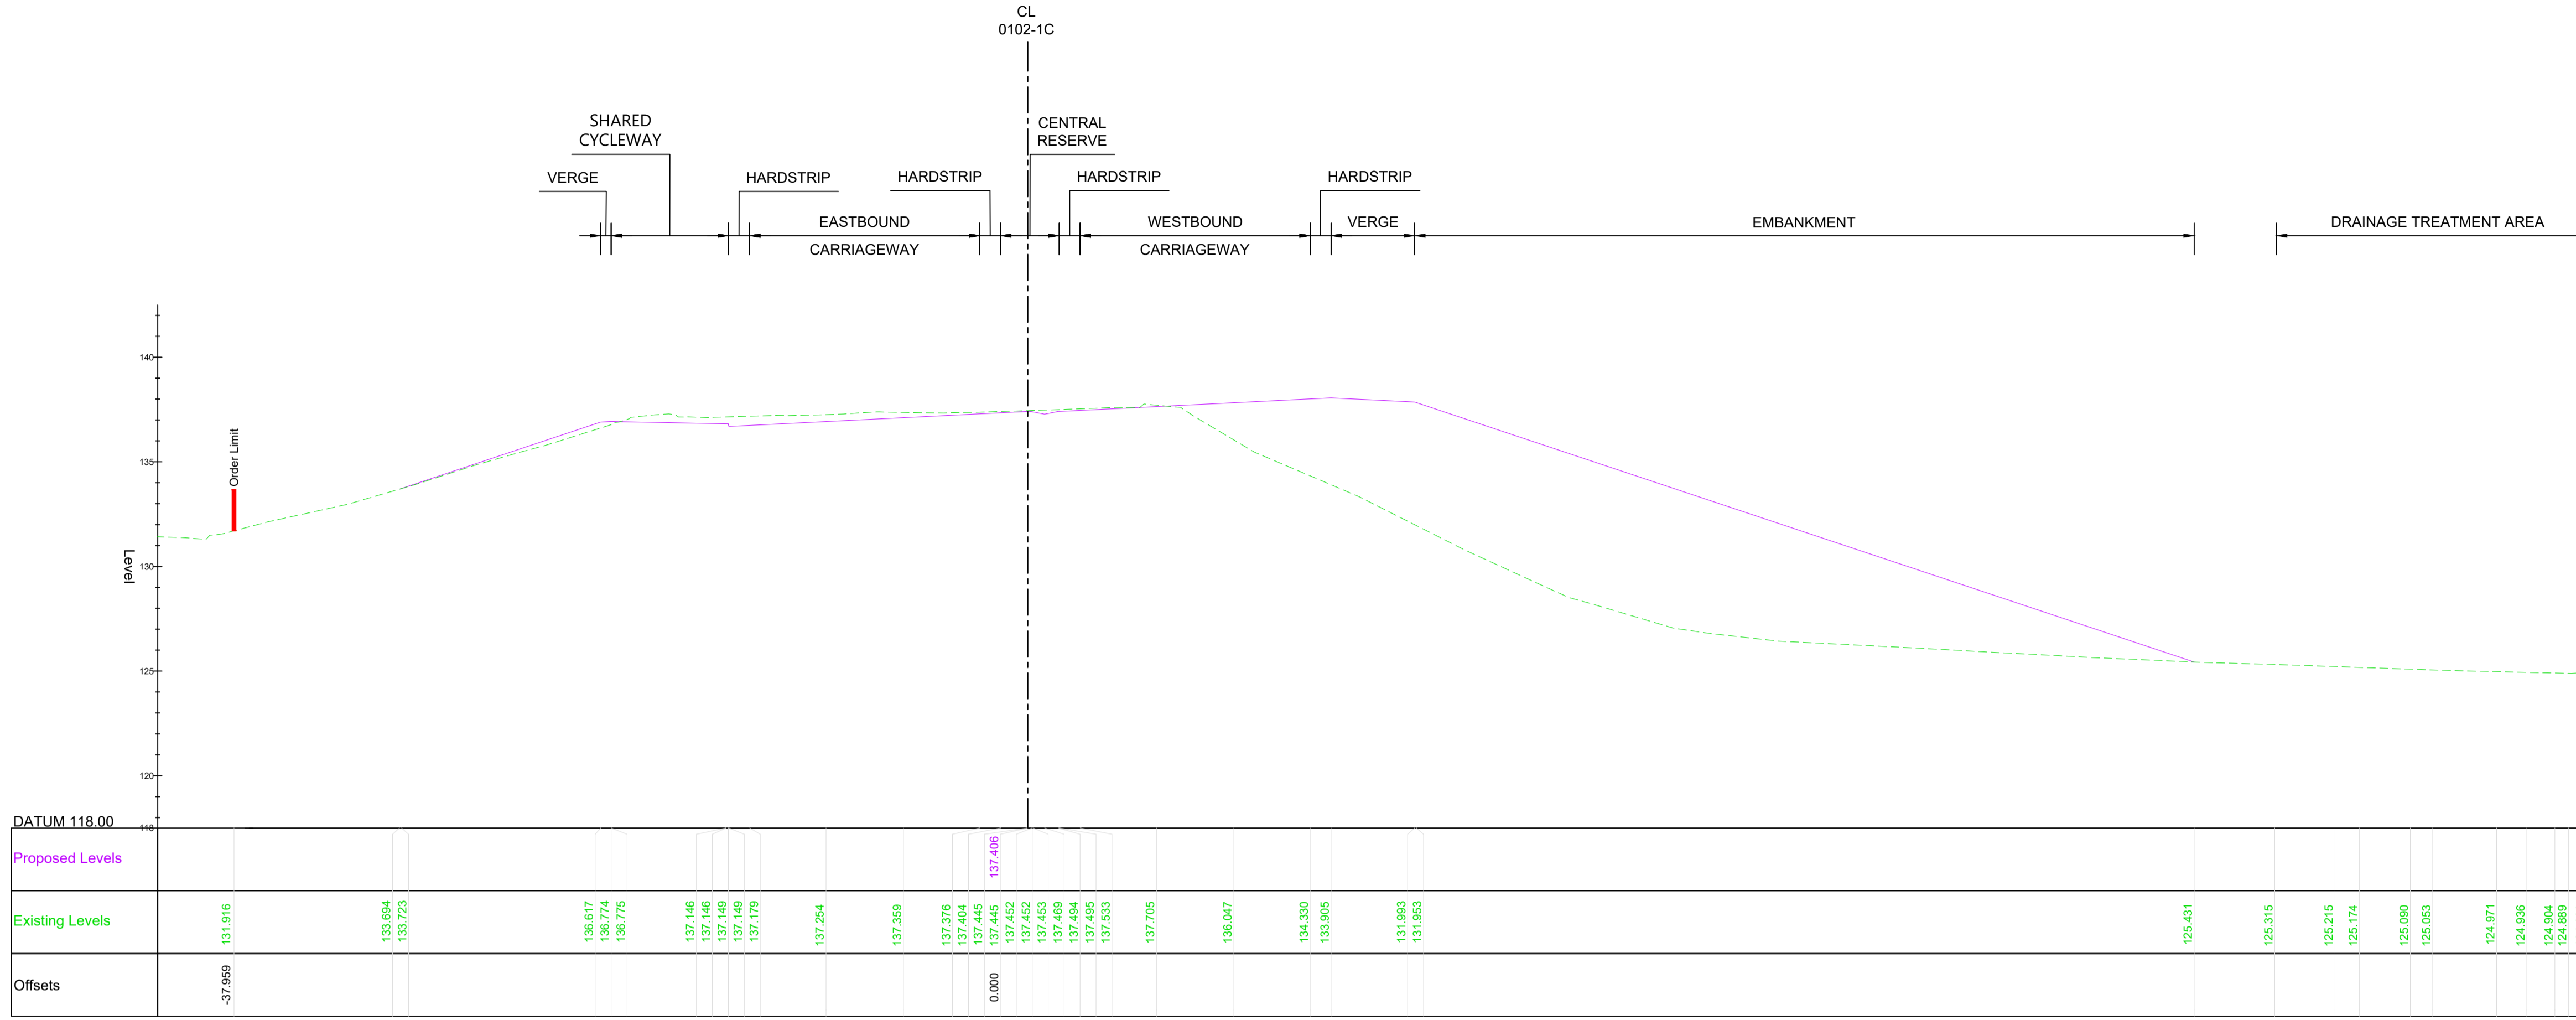 CL
0102-1C
SHARED
CYCLEWAY
CENTRAL
RESERVE
VERGE
HARDSTRIP
HARDSTRIP
HARDSTRIP
HARDSTRIP
EASTBOUND
CARRIAGEWAY
WESTBOUND
CARRIAGEWAY
VERGE
EMBANKMENT
DRAINAGE TREATMENT AREA
140
135
130
125
120
118
Level
Order Limit
DATUM 118.00
Proposed Levels
137.406
Existing Levels
131.916
133.694
133.723
136.617
136.774
136.775
137.146
137.146
137.149
137.149
137.179
137.254
137.359
137.376
137.404
137.445
137.445
137.452
137.452
137.453
137.469
137.494
137.495
137.533
137.705
136.047
134.330
133.905
131.993
131.953
125.431
125.315
125.215
125.174
125.090
125.053
124.971
124.936
124.904
124.889
Offsets
-37.959
0.000